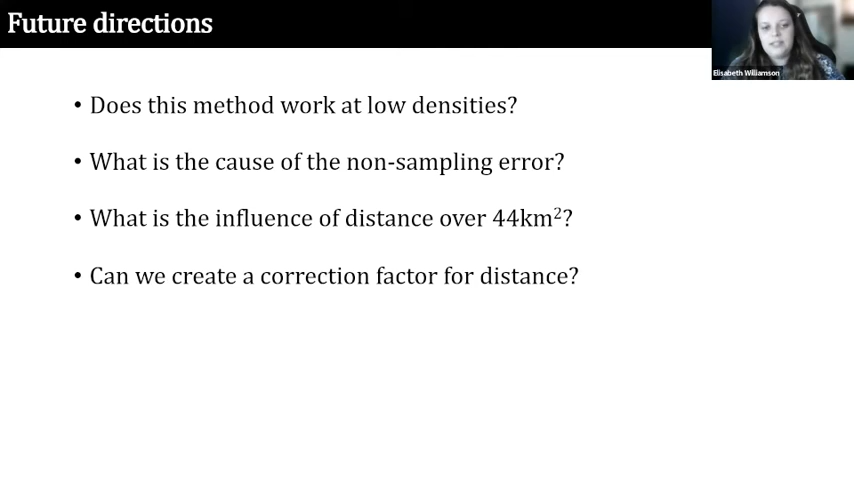 Future directions
Elisabeth Williamson
• Does this method work at low densities?
• What is the cause of the non-sampling error?
• What is the influence of distance over 44km²?
• Can we create a correction factor for distance?